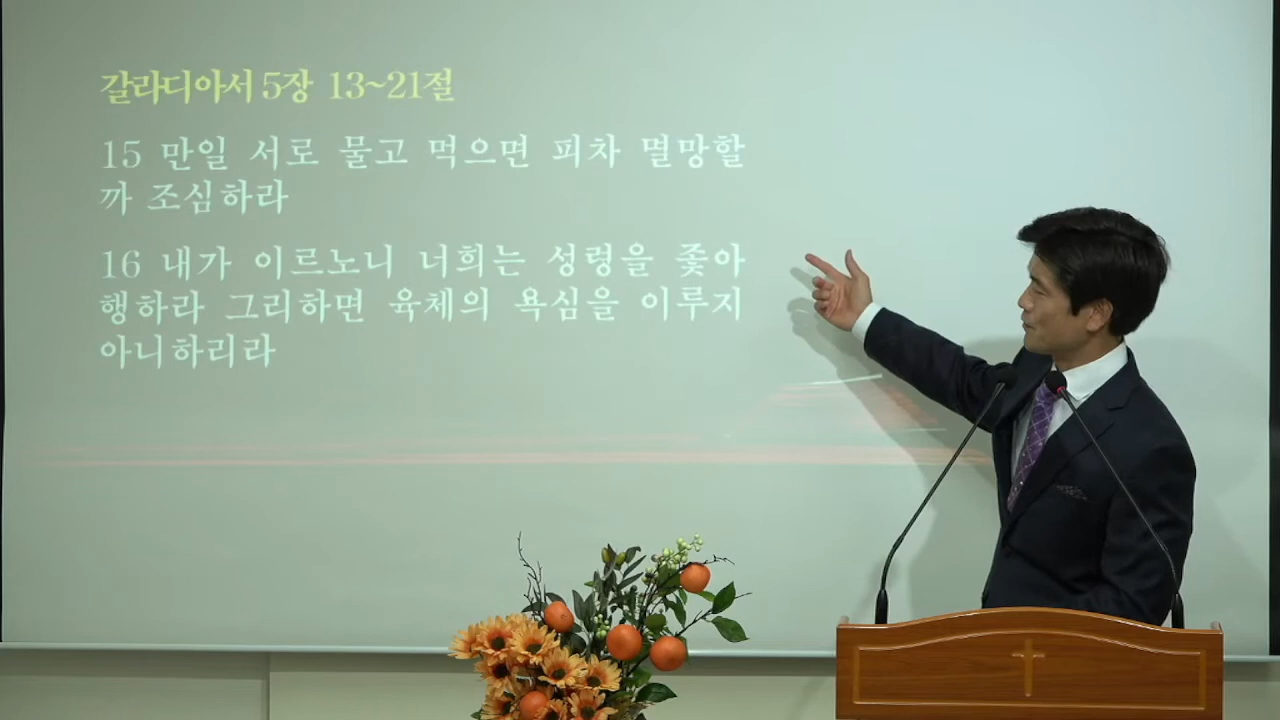 갈라디아서 5장 13~21절
15 만일 서로 물고 먹으면 피차 멸망할
까 조심하라
16 내가 이르노니 너희는 성령을 좇아
행하라 그리하면 육체의 욕심을 이루지
아니하리라